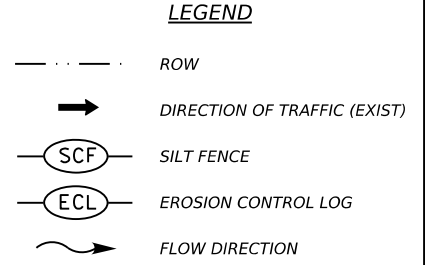 LEGEND
ROW
DIRECTION OF TRAFFIC (EXIST)
SCF SILT FENCE
ECL EROSION CONTROL LOG
FLOW DIRECTION